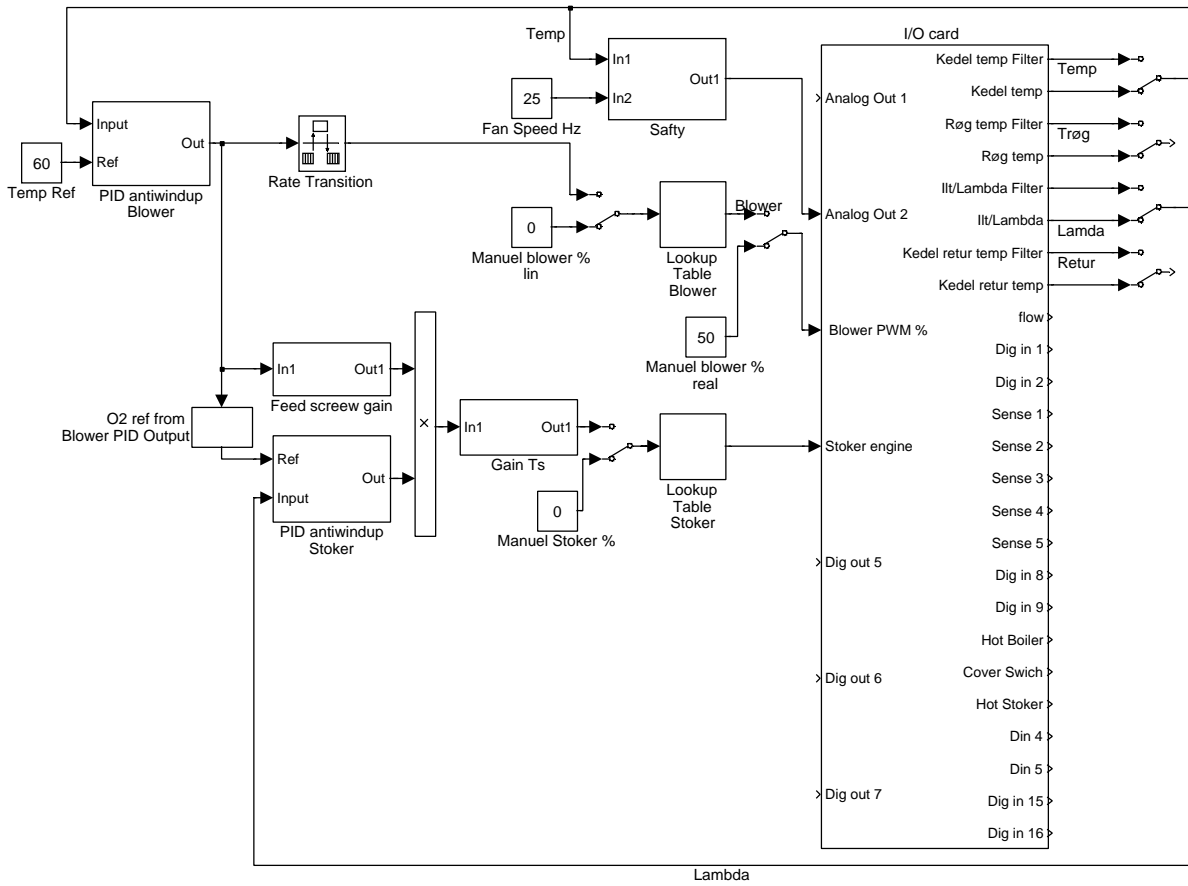 I/O card
Temp
In1
In2
Out1
Safty
25
Fan Speed Hz
Input
Ref
Out
PID antiwindup
Blower
60
Temp Ref
Rate Transition
0
Manuel blower %
lin
Lookup
Table
Blower
Blower
50
Manuel blower %
real
In1
Out1
Feed screew gain
O2 ref from
Blower PID Output
Ref
Input
Out
PID antiwindup
Stoker
×
In1
Out1
Gain Ts
0
Manuel Stoker %
Lookup
Table
Stoker
Analog Out 1
Analog Out 2
Blower PWM %
Stoker engine
Dig out 5
Dig out 6
Dig out 7
Kedel temp Filter
Kedel temp
Røg temp Filter
Røg temp
Ilt/Lambda Filter
Ilt/Lambda
Kedel retur temp Filter
Kedel retur temp
flow
Dig in 1
Dig in 2
Sense 1
Sense 2
Sense 3
Sense 4
Sense 5
Dig in 8
Dig in 9
Hot Boiler
Cover Swich
Hot Stoker
Din 4
Din 5
Dig in 15
Dig in 16
Temp
Trøg
Lamda
Retur
Lambda